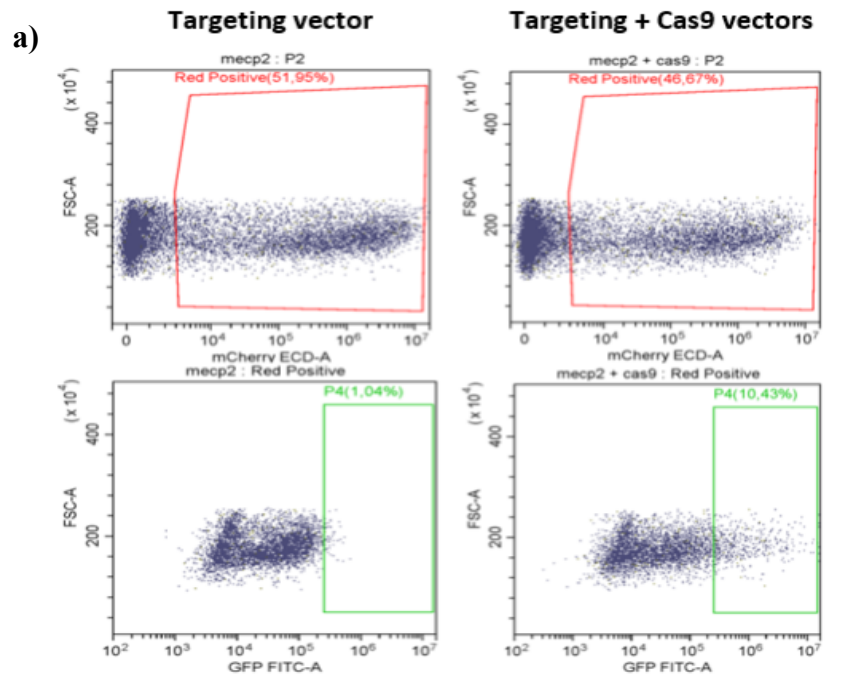 a)
Targeting vector
Targeting + Cas9 vectors
mecp2 : P2
Red Positive(51,95%)
(x 10⁴)
FSC-A
400
200
0
10⁴
10⁵
10⁶
10⁷
mCherry ECD-A
mecp2 + cas9 : P2
Red Positive(46,67%)
(x 10⁴)
FSC-A
400
200
0
10⁴
10⁵
10⁶
10⁷
mCherry ECD-A
mecp2 : Red Positive
P4(1,04%)
(x 10⁴)
FSC-A
400
200
10²
10³
10⁴
10⁵
10⁶
10⁷
GFP FITC-A
mecp2 + cas9 : Red Positive
P4(10,43%)
(x 10⁴)
FSC-A
400
200
10²
10³
10⁴
10⁵
10⁶
10⁷
GFP FITC-A